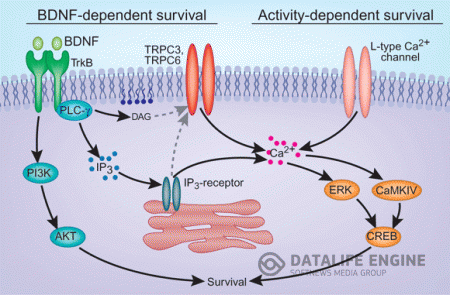 BDNF-dependent survival
Activity-dependent survival
BDNF
TrkB
TRPC3,
TRPC6
L-type Ca²⁺
channel
PLC-γ
DAG
IP₃
Ca²⁺
PI3K
IP₃-receptor
ERK
CaMKIV
AKT
CREB
Survival
DATALIFE ENGINE
SOFTNEWS MEDIA GROUP